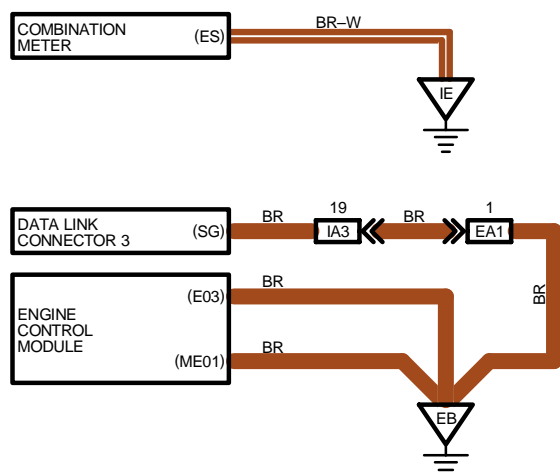 COMBINATION
METER
(ES)
BR–W
IE
DATA LINK
CONNECTOR 3
(SG)
BR
19
IA3
BR
1
EA1
BR
ENGINE
CONTROL
MODULE
(E03)
BR
(ME01)
BR
EB